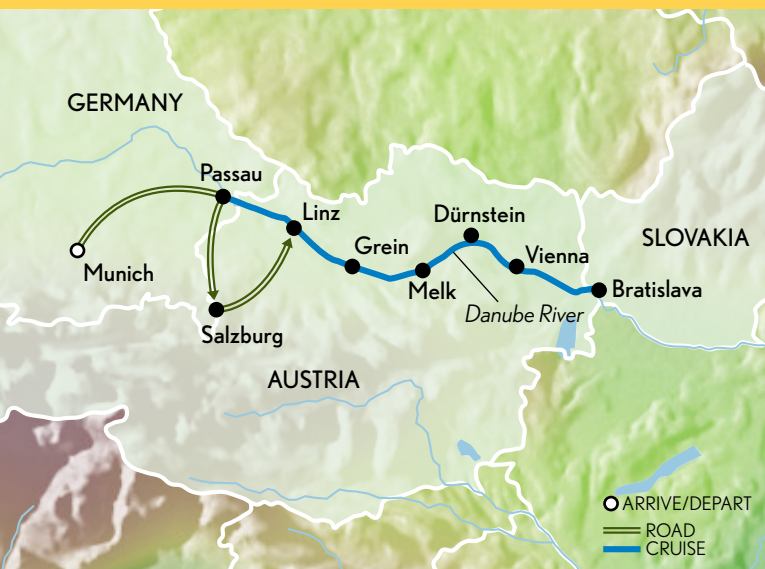 GERMANY
Passau
Linz
Dürnstein
Grein
Vienna
SLOVAKIA
Munich
Melk
Bratislava
Danube River
Salzburg
AUSTRIA
ARRIVE/DEPART
ROAD
CRUISE